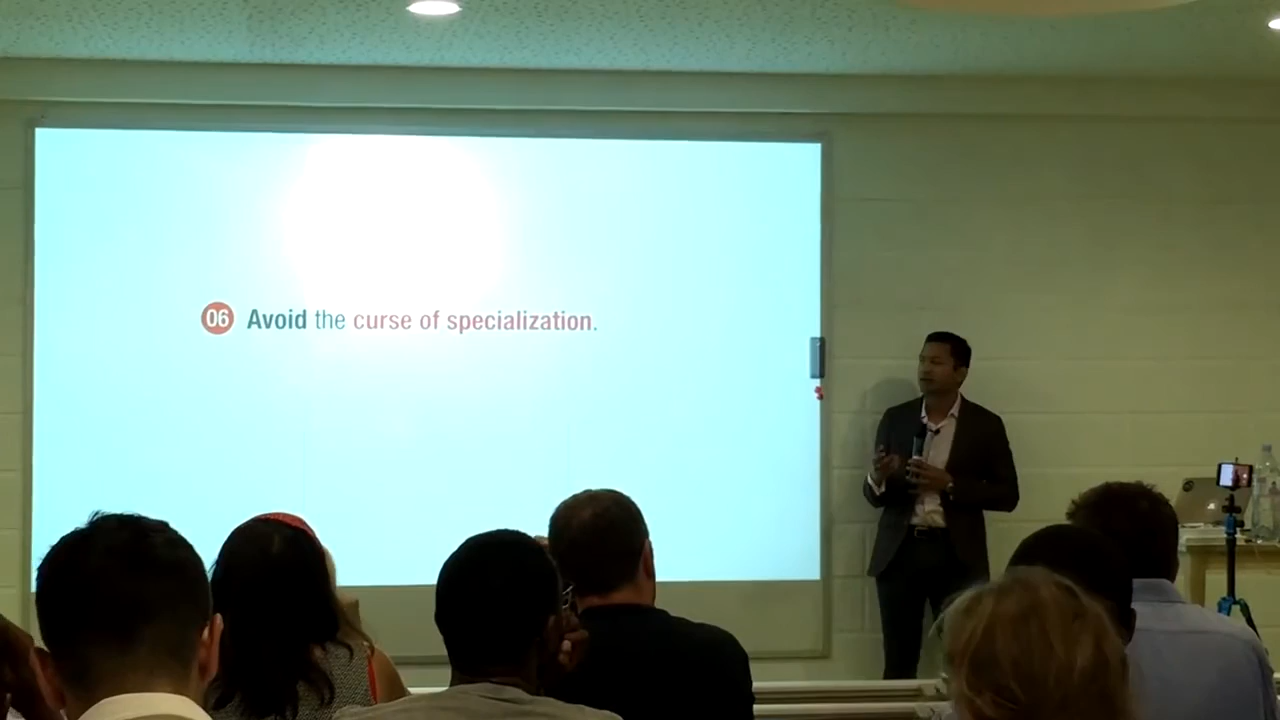 06 Avoid the curse of specialization.